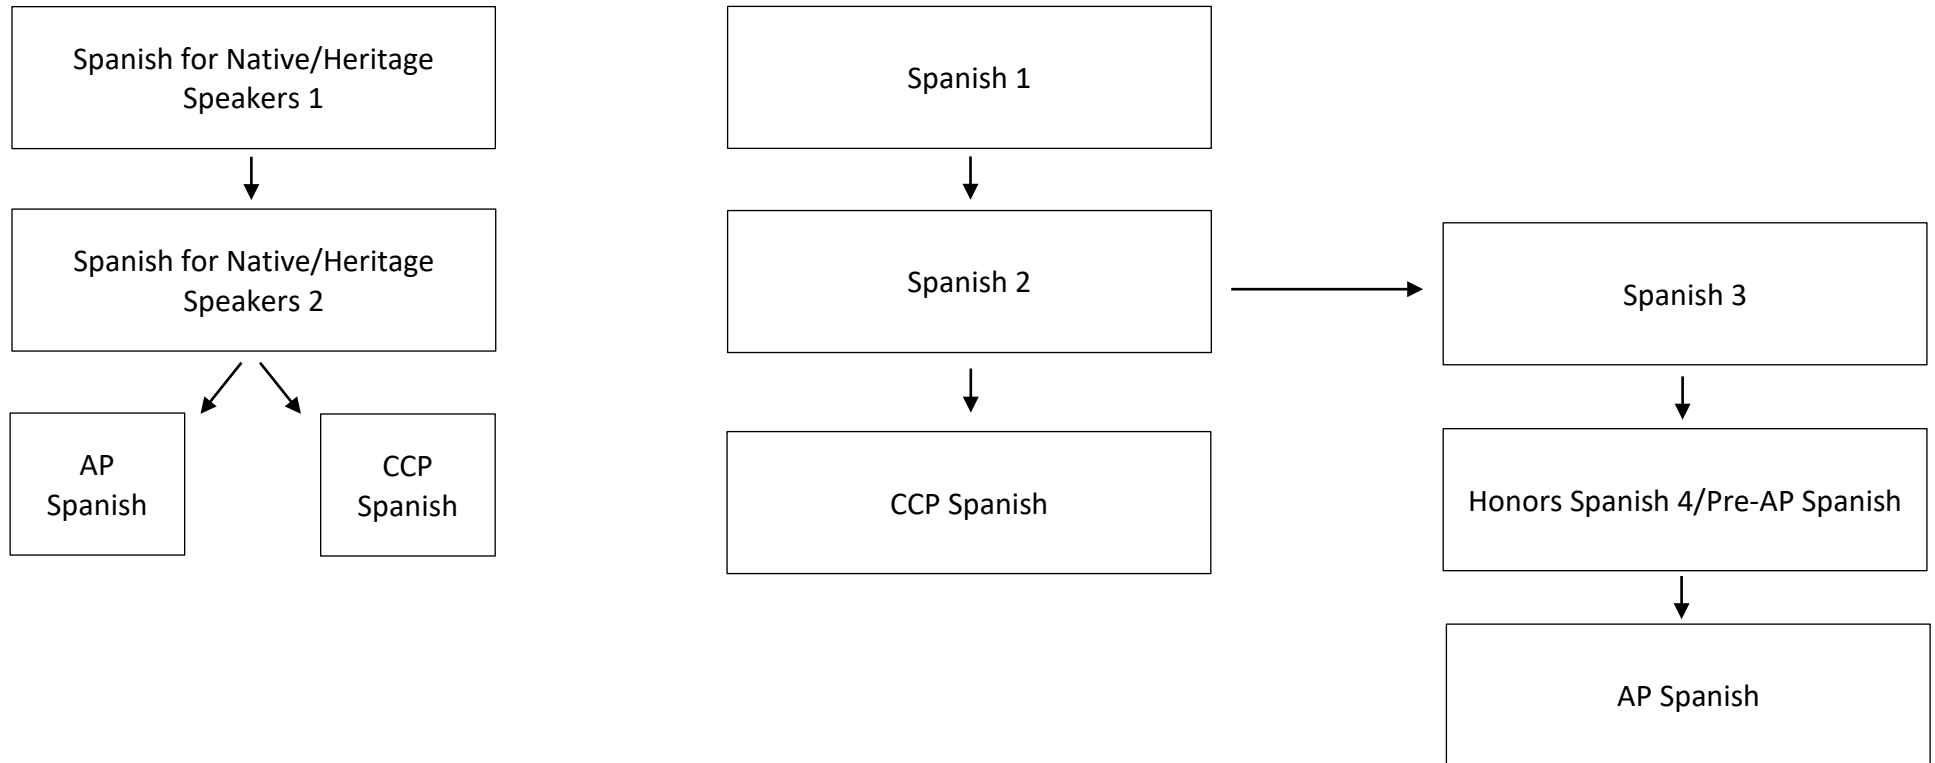 Spanish for Native/Heritage
Speakers 1
Spanish for Native/Heritage
Speakers 2
AP
Spanish
CCP
Spanish
Spanish 1
Spanish 2
CCP Spanish
Spanish 3
Honors Spanish 4/Pre-AP Spanish
AP Spanish